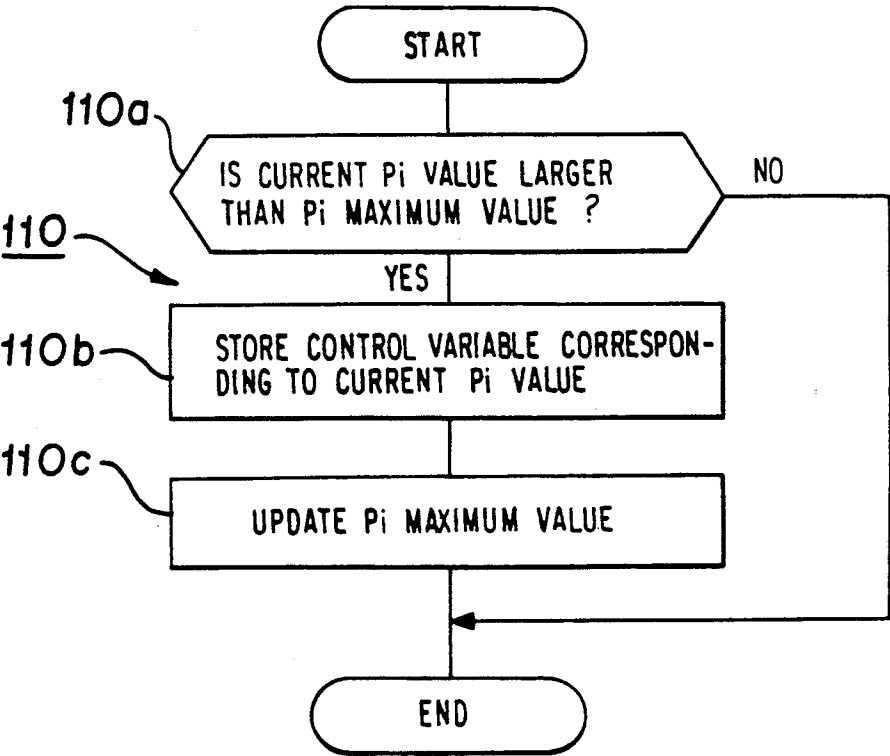 START
110a
IS CURRENT Pi VALUE LARGER
THAN Pi MAXIMUM VALUE ?
NO
110
YES
110b
STORE CONTROL VARIABLE CORRESPON-
DING TO CURRENT Pi VALUE
110c
UPDATE Pi MAXIMUM VALUE
END